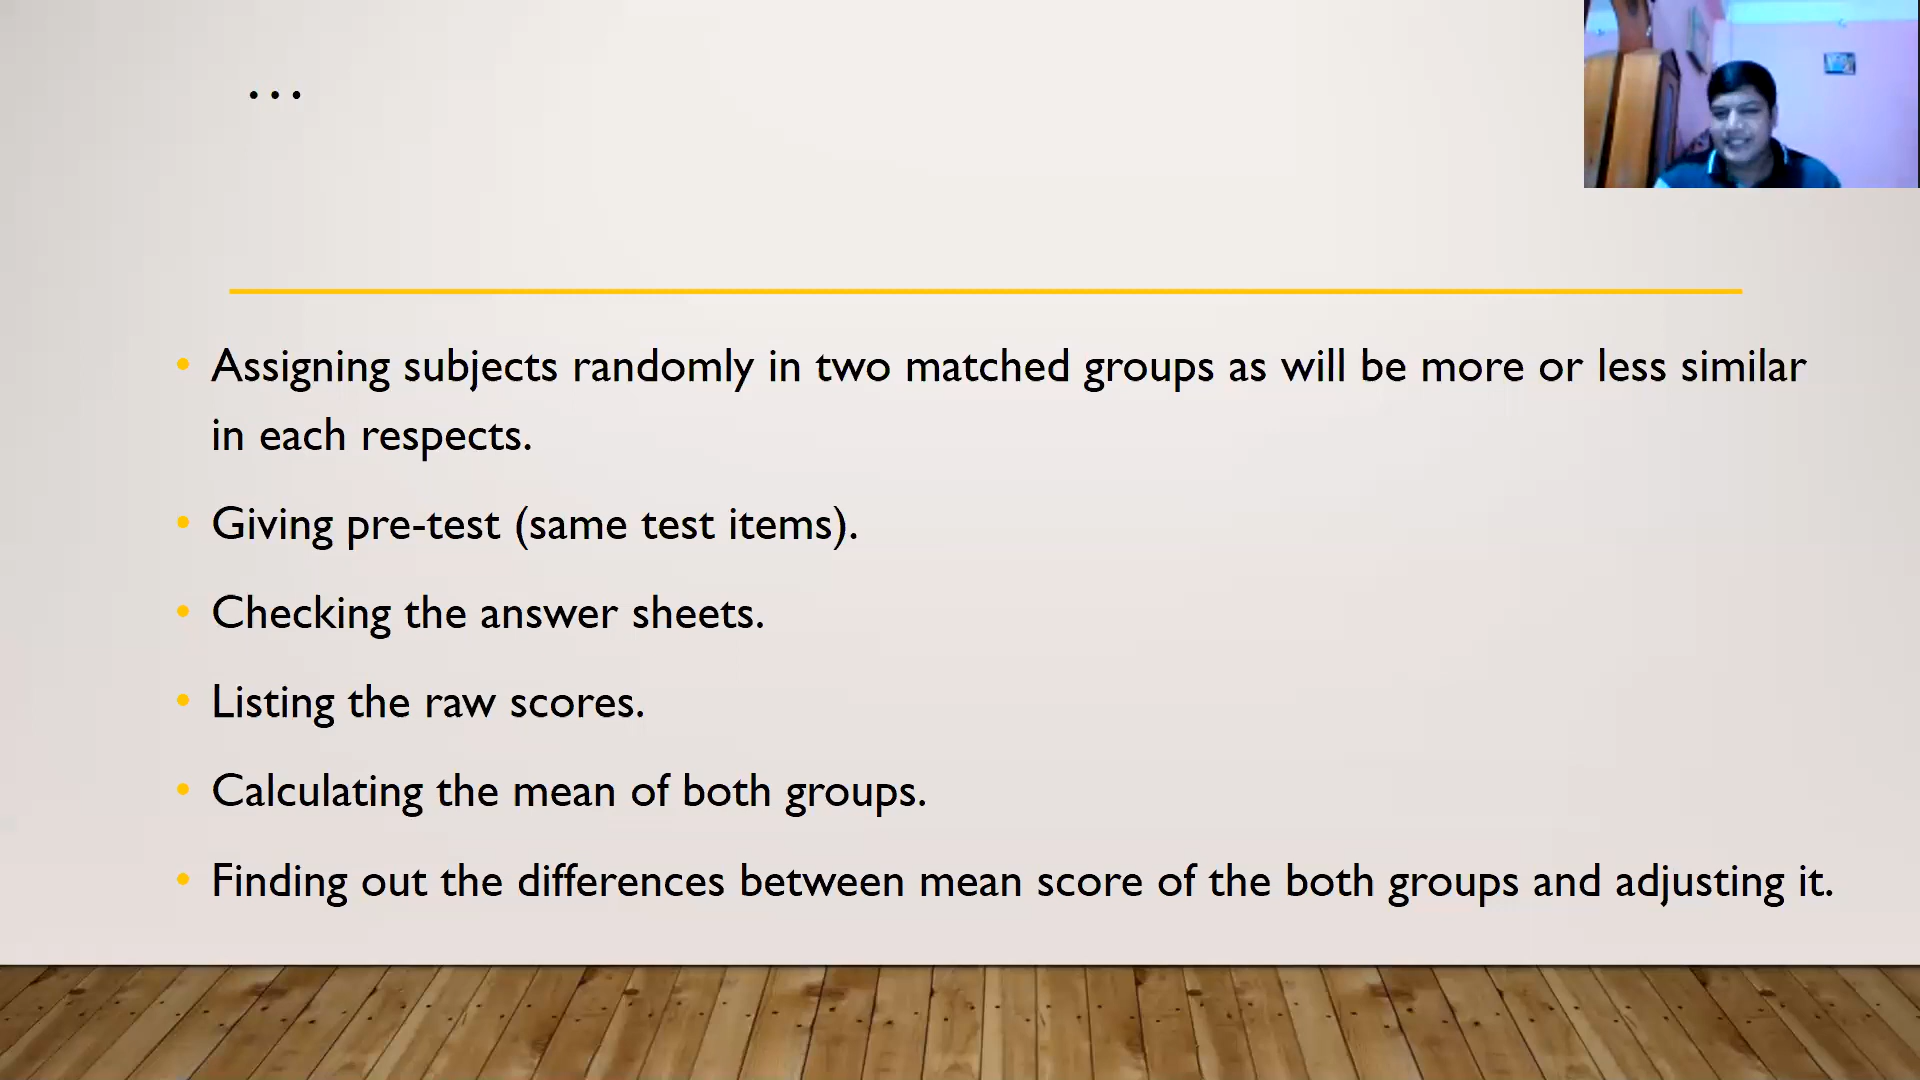 ...
• Assigning subjects randomly in two matched groups as will be more or less similar
in each respects.
• Giving pre-test (same test items).
• Checking the answer sheets.
• Listing the raw scores.
• Calculating the mean of both groups.
• Finding out the differences between mean score of the both groups and adjusting it.